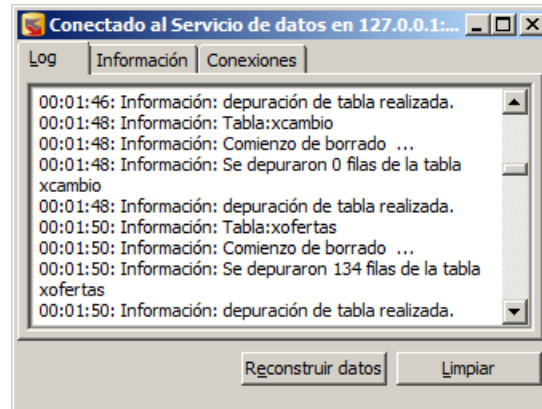 Conectado al Servicio de datos en 127.0.0.1:...
Log Información Conexiones
00:01:46: Información: depuración de tabla realizada.
00:01:48: Información: Tabla:xcambio
00:01:48: Información: Comienzo de borrado ...
00:01:48: Información: Se depuraron 0 filas de la tabla
xcambio
00:01:48: Información: depuración de tabla realizada.
00:01:50: Información: Tabla:xofertas
00:01:50: Información: Comienzo de borrado ...
00:01:50: Información: Se depuraron 134 filas de la tabla
xofertas
00:01:50: Información: depuración de tabla realizada.
Reconstruir datos Limpiar